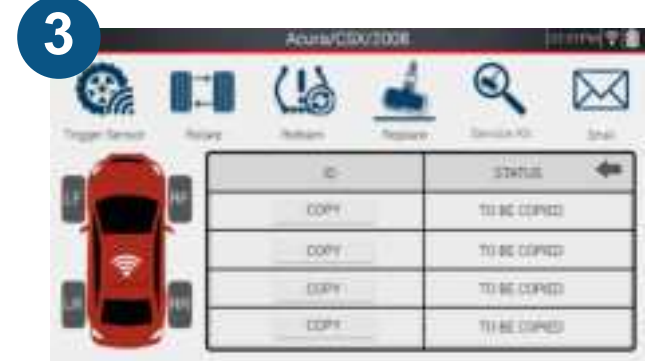 3
Acura/CSX/2008
Trigger Sensor
Rotate
Relearn
Replace
Service Kit
Email
ID
STATUS
LF
RF
COPY
TO BE COPIED
COPY
TO BE COPIED
COPY
TO BE COPIED
LR
RR
COPY
TO BE COPIED